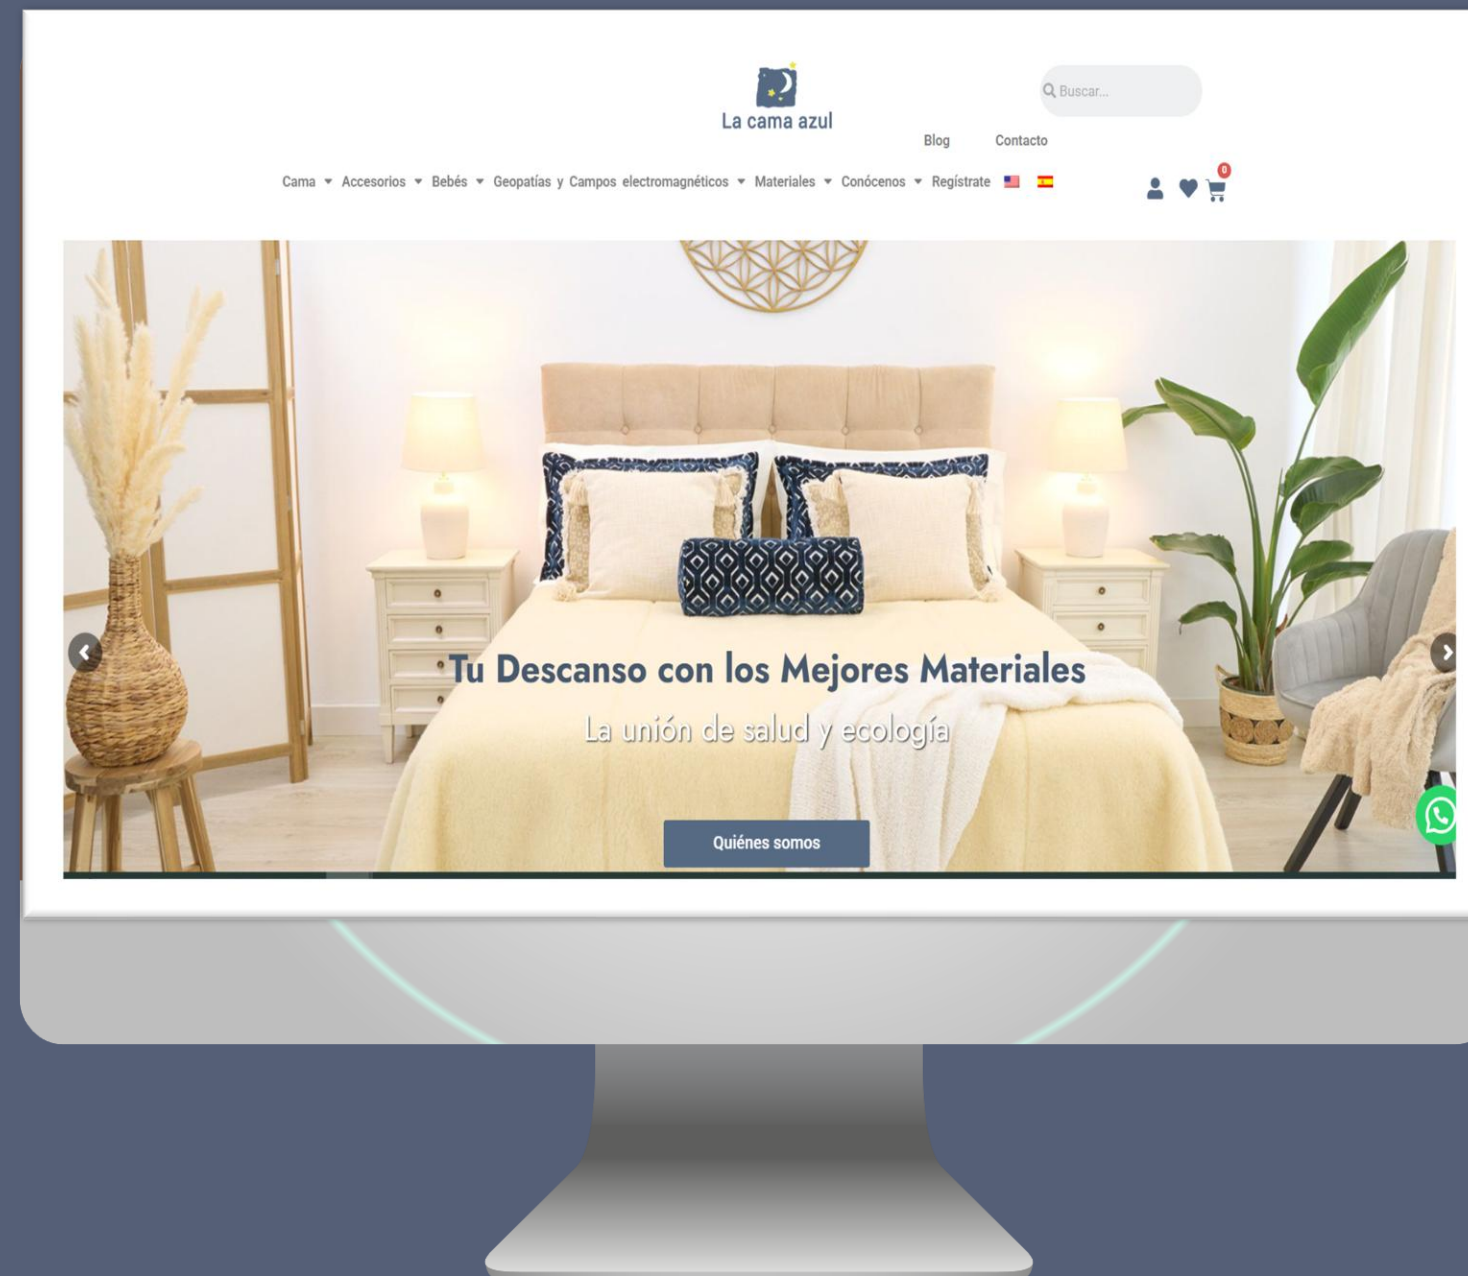 La cama azul
Buscar...
Blog Contacto
Cama Accesorios Bebés Geopatías y Campos electromagnéticos Materiales Conócenos Regístrate
0
Tu Descanso con los Mejores Materiales
La unión de salud y ecología
Quiénes somos